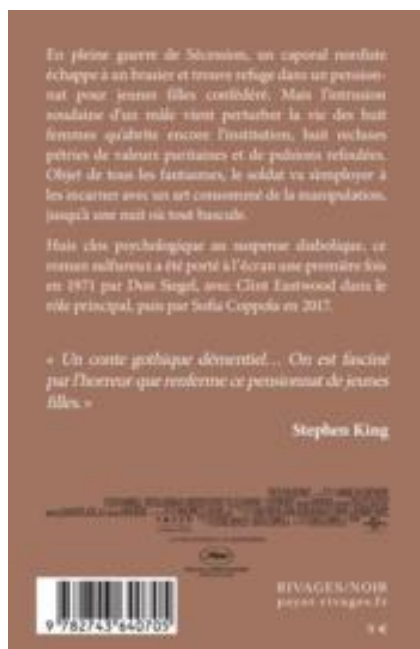 En pleine guerre de Sécession, un caporal nordiste
échappe à un brasier et trouve refuge dans un pension-
nat pour jeunes filles confédéré. Mais l'intrusion
soudaine d'un mâle vient perturber la vie des huit
femmes qu'abrite encore l'institution, huit recluses
pétries de valeurs puritaines et de pulsions refoulées.
Objet de tous les fantasmes, le soldat va s'employer à
les incarner avec un art consommé de la manipulation,
jusqu'à une nuit où tout bascule.
Huis clos psychologique au suspense diabolique, ce
roman sulfureux a été porté à l'écran une première fois
en 1971 par Don Siegel, avec Clint Eastwood dans le
rôle principal, puis par Sofia Coppola en 2017.
« Un conte gothique démentiel… On est fasciné
par l'horreur que renferme ce pensionnat de jeunes
filles. »
Stephen King
RIVAGES/NOIR
payot-rivages.fr
9 782743 640705
9 €